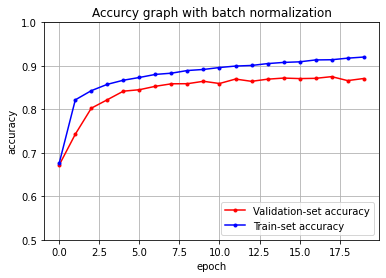 Accurcy graph with batch normalization
accuracy
1.0
0.9
0.8
0.7
0.6
0.5
0.0 2.5 5.0 7.5 10.0 12.5 15.0 17.5
epoch
Validation-set accuracy
Train-set accuracy